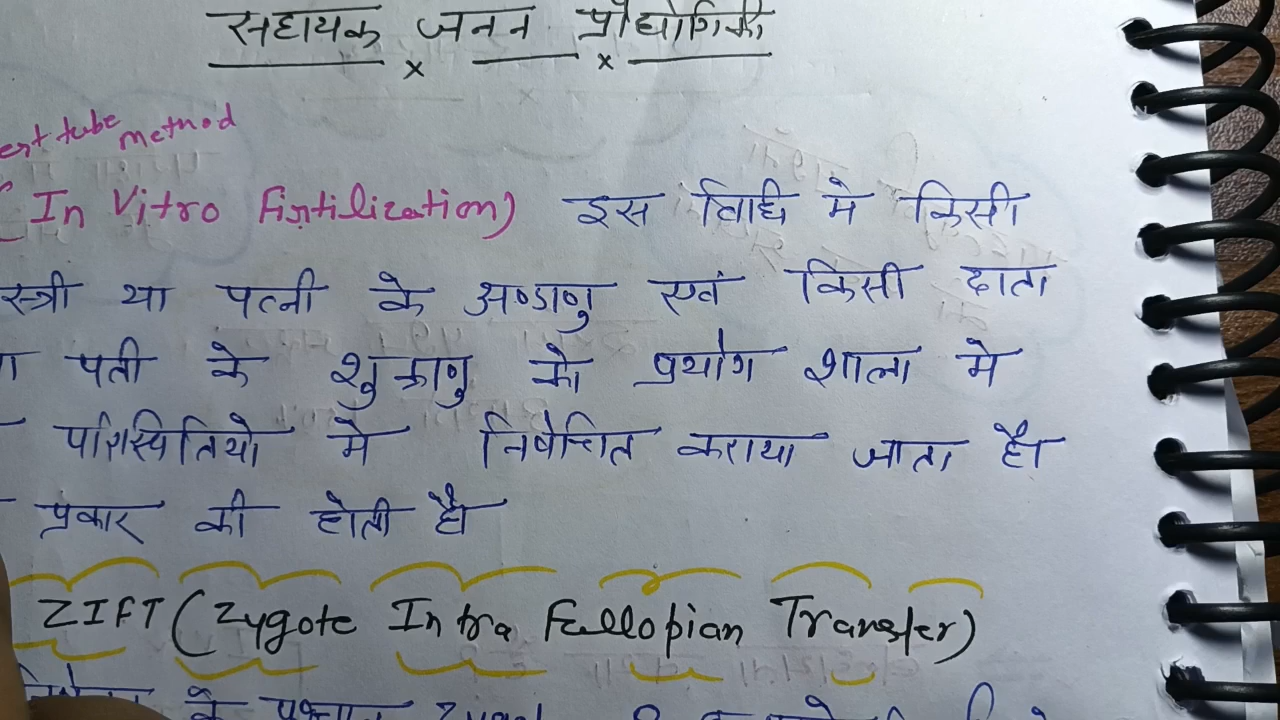 सहायक जनन प्रौद्योगिकी
tube method
(In Vitro Firtilization) इस विधि मे किसी
स्त्री या पत्नी के अण्डाणु एवं किसी दाता
पती के शुक्राणु को प्रयोग शाला मे
परिस्थितियो मे निषेचित कराया जाता है।
प्रकार की होती है
ZIFT (Zygote Intra Fallopian Transfer)
के पश्चात